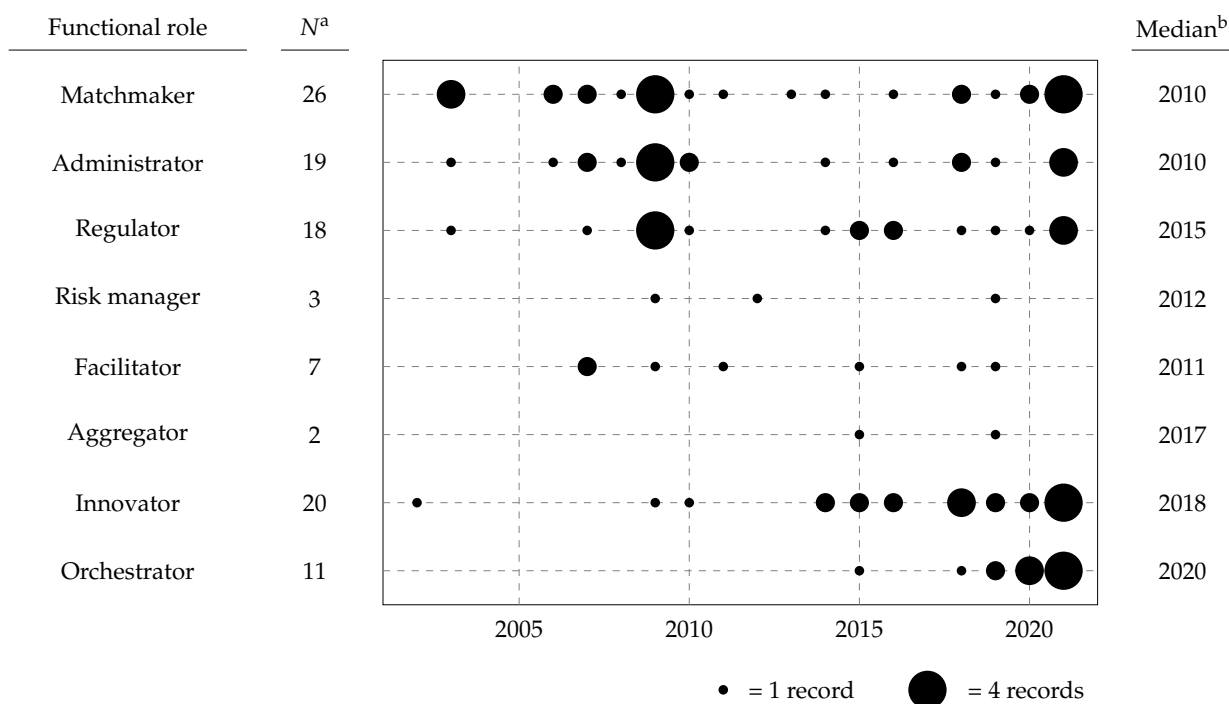 Functional role Nᵃ Medianᵇ
Matchmaker 26 2010
Administrator 19 2010
Regulator 18 2015
Risk manager 3 2012
Facilitator 7 2011
Aggregator 2 2017
Innovator 20 2018
Orchestrator 11 2020
2005 2010 2015 2020
= 1 record = 4 records